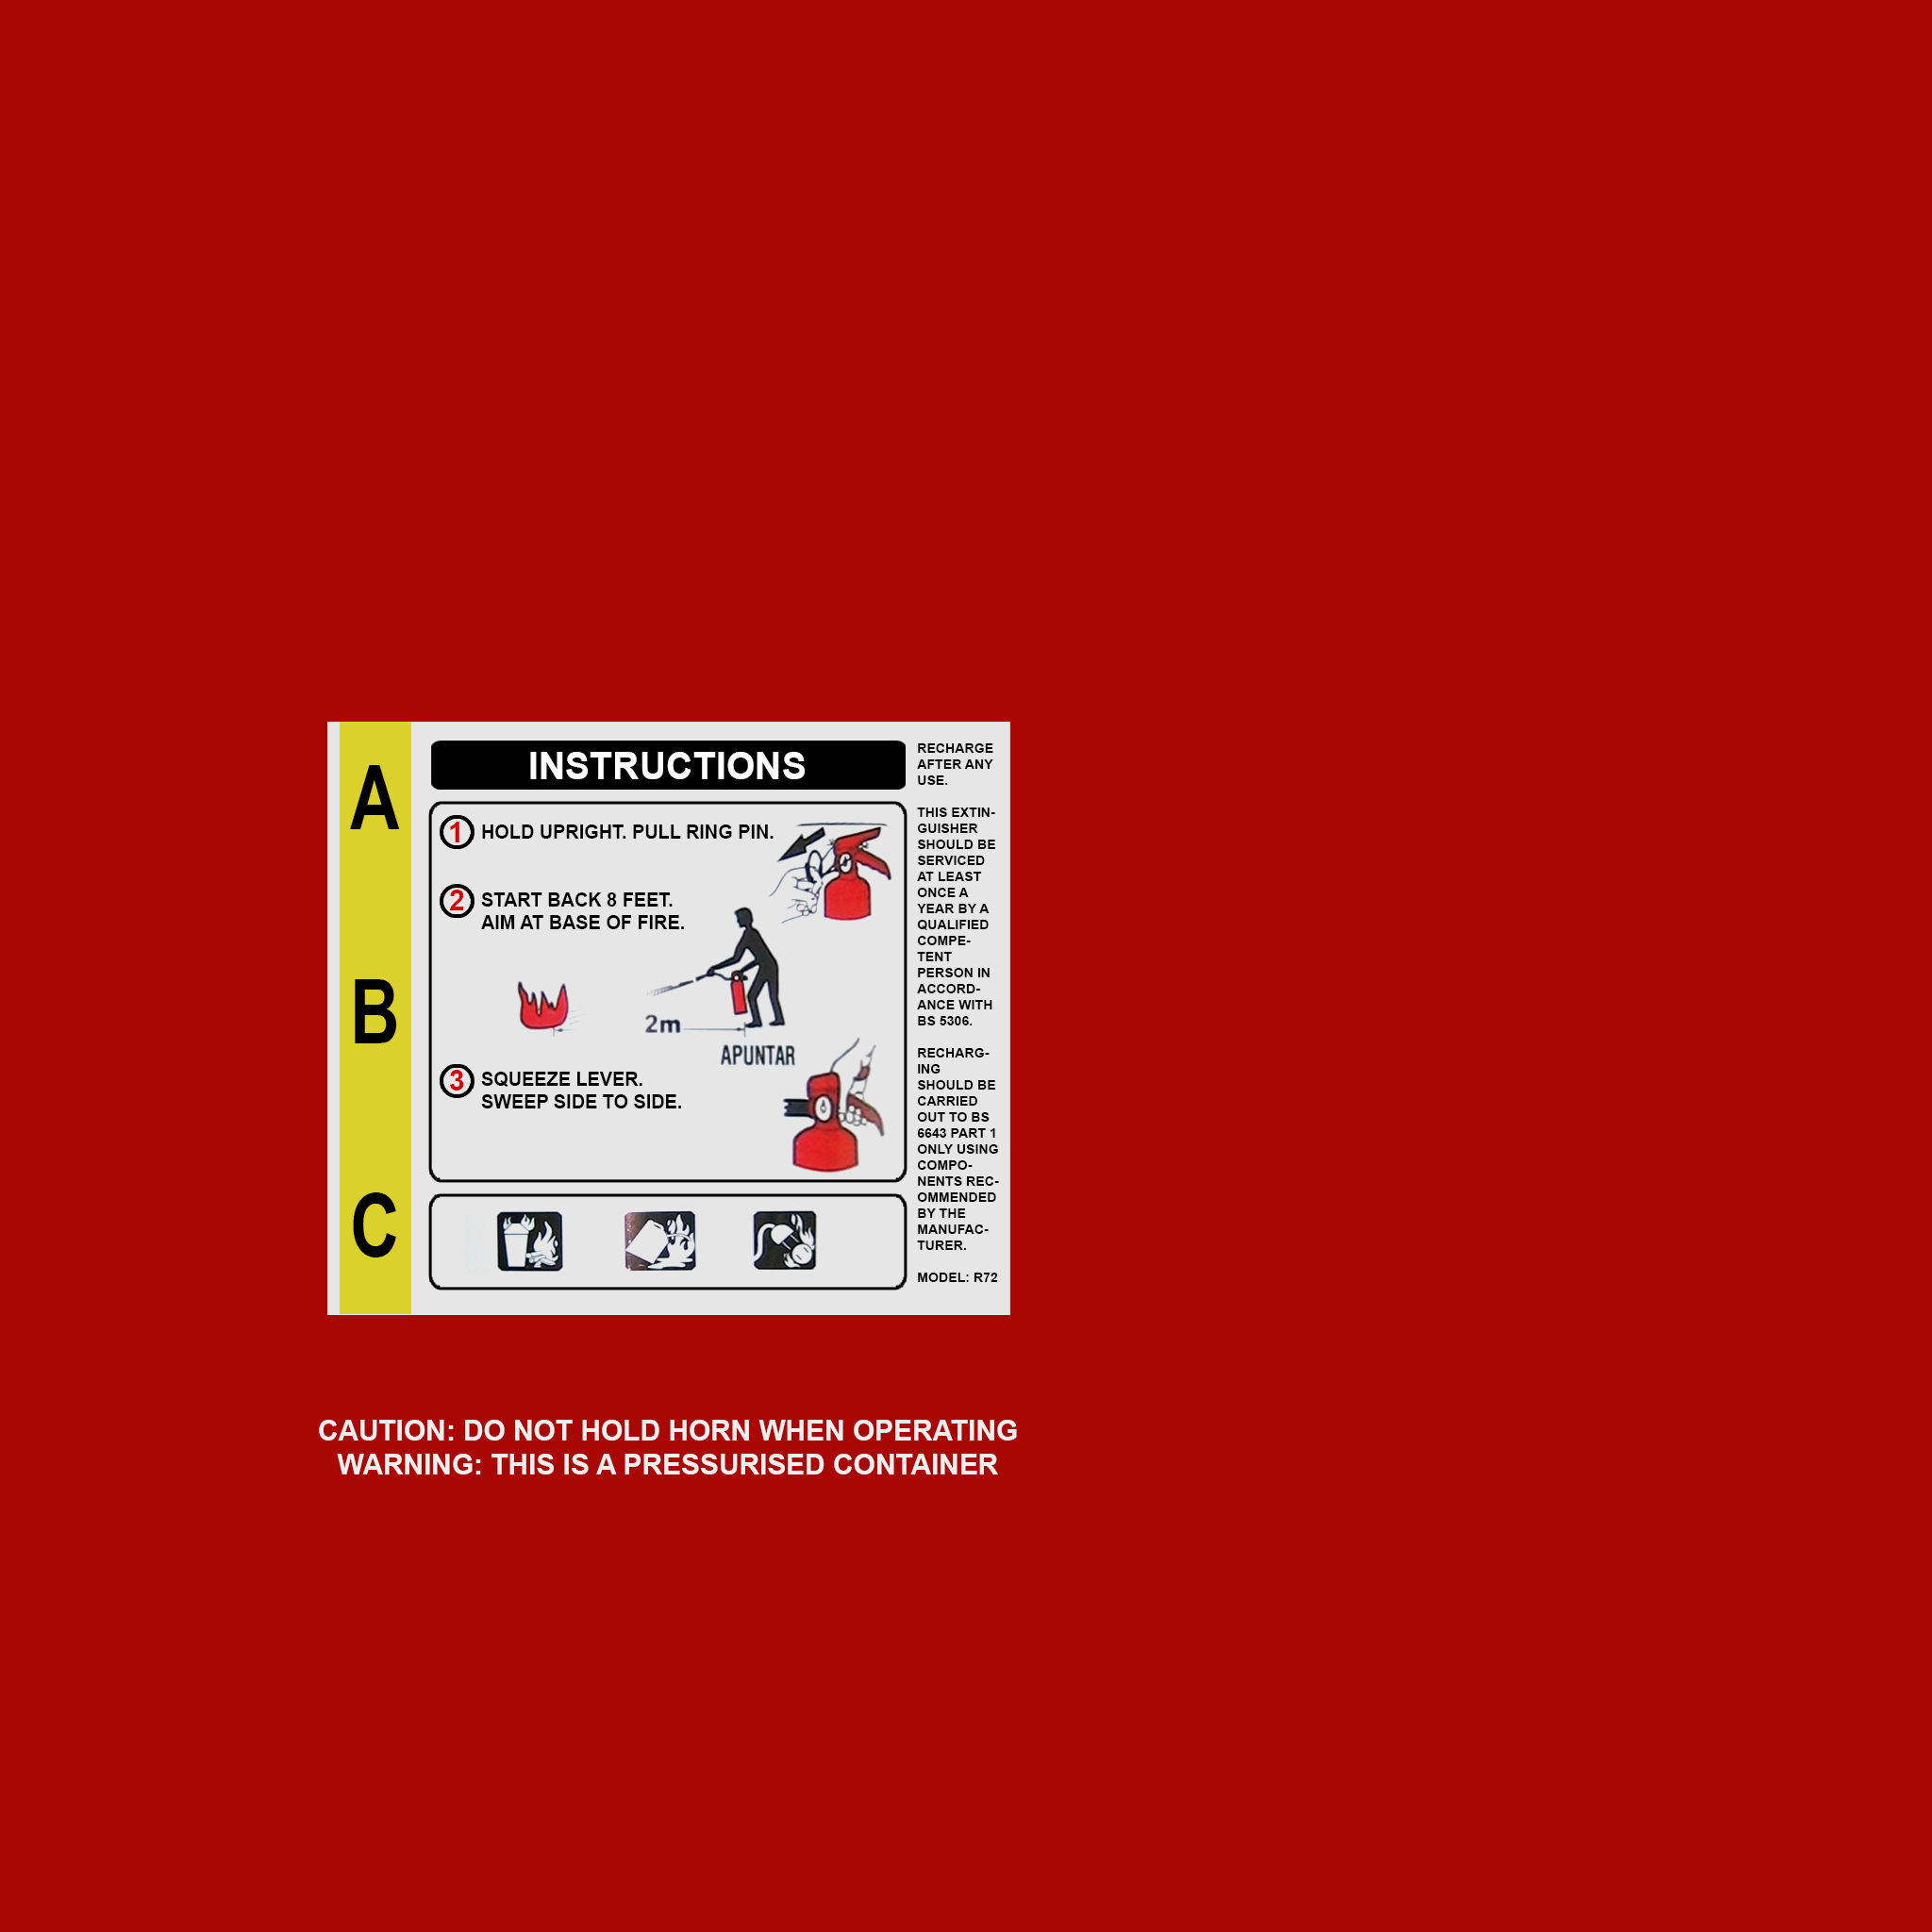 A
B
C
INSTRUCTIONS
1 HOLD UPRIGHT. PULL RING PIN.
2 START BACK 8 FEET.
AIM AT BASE OF FIRE.
2m
APUNTAR
3 SQUEEZE LEVER.
SWEEP SIDE TO SIDE.
RECHARGE
AFTER ANY
USE.
THIS EXTIN-
GUISHER
SHOULD BE
SERVICED
AT LEAST
ONCE A
YEAR BY A
QUALIFIED
COMPE-
TENT
PERSON IN
ACCORD-
ANCE WITH
BS 5306.
RECHARG-
ING
SHOULD BE
CARRIED
OUT TO BS
6643 PART 1
ONLY USING
COMPO-
NENTS REC-
OMMENDED
BY THE
MANUFAC-
TURER.
MODEL: R72
CAUTION: DO NOT HOLD HORN WHEN OPERATING
WARNING: THIS IS A PRESSURISED CONTAINER